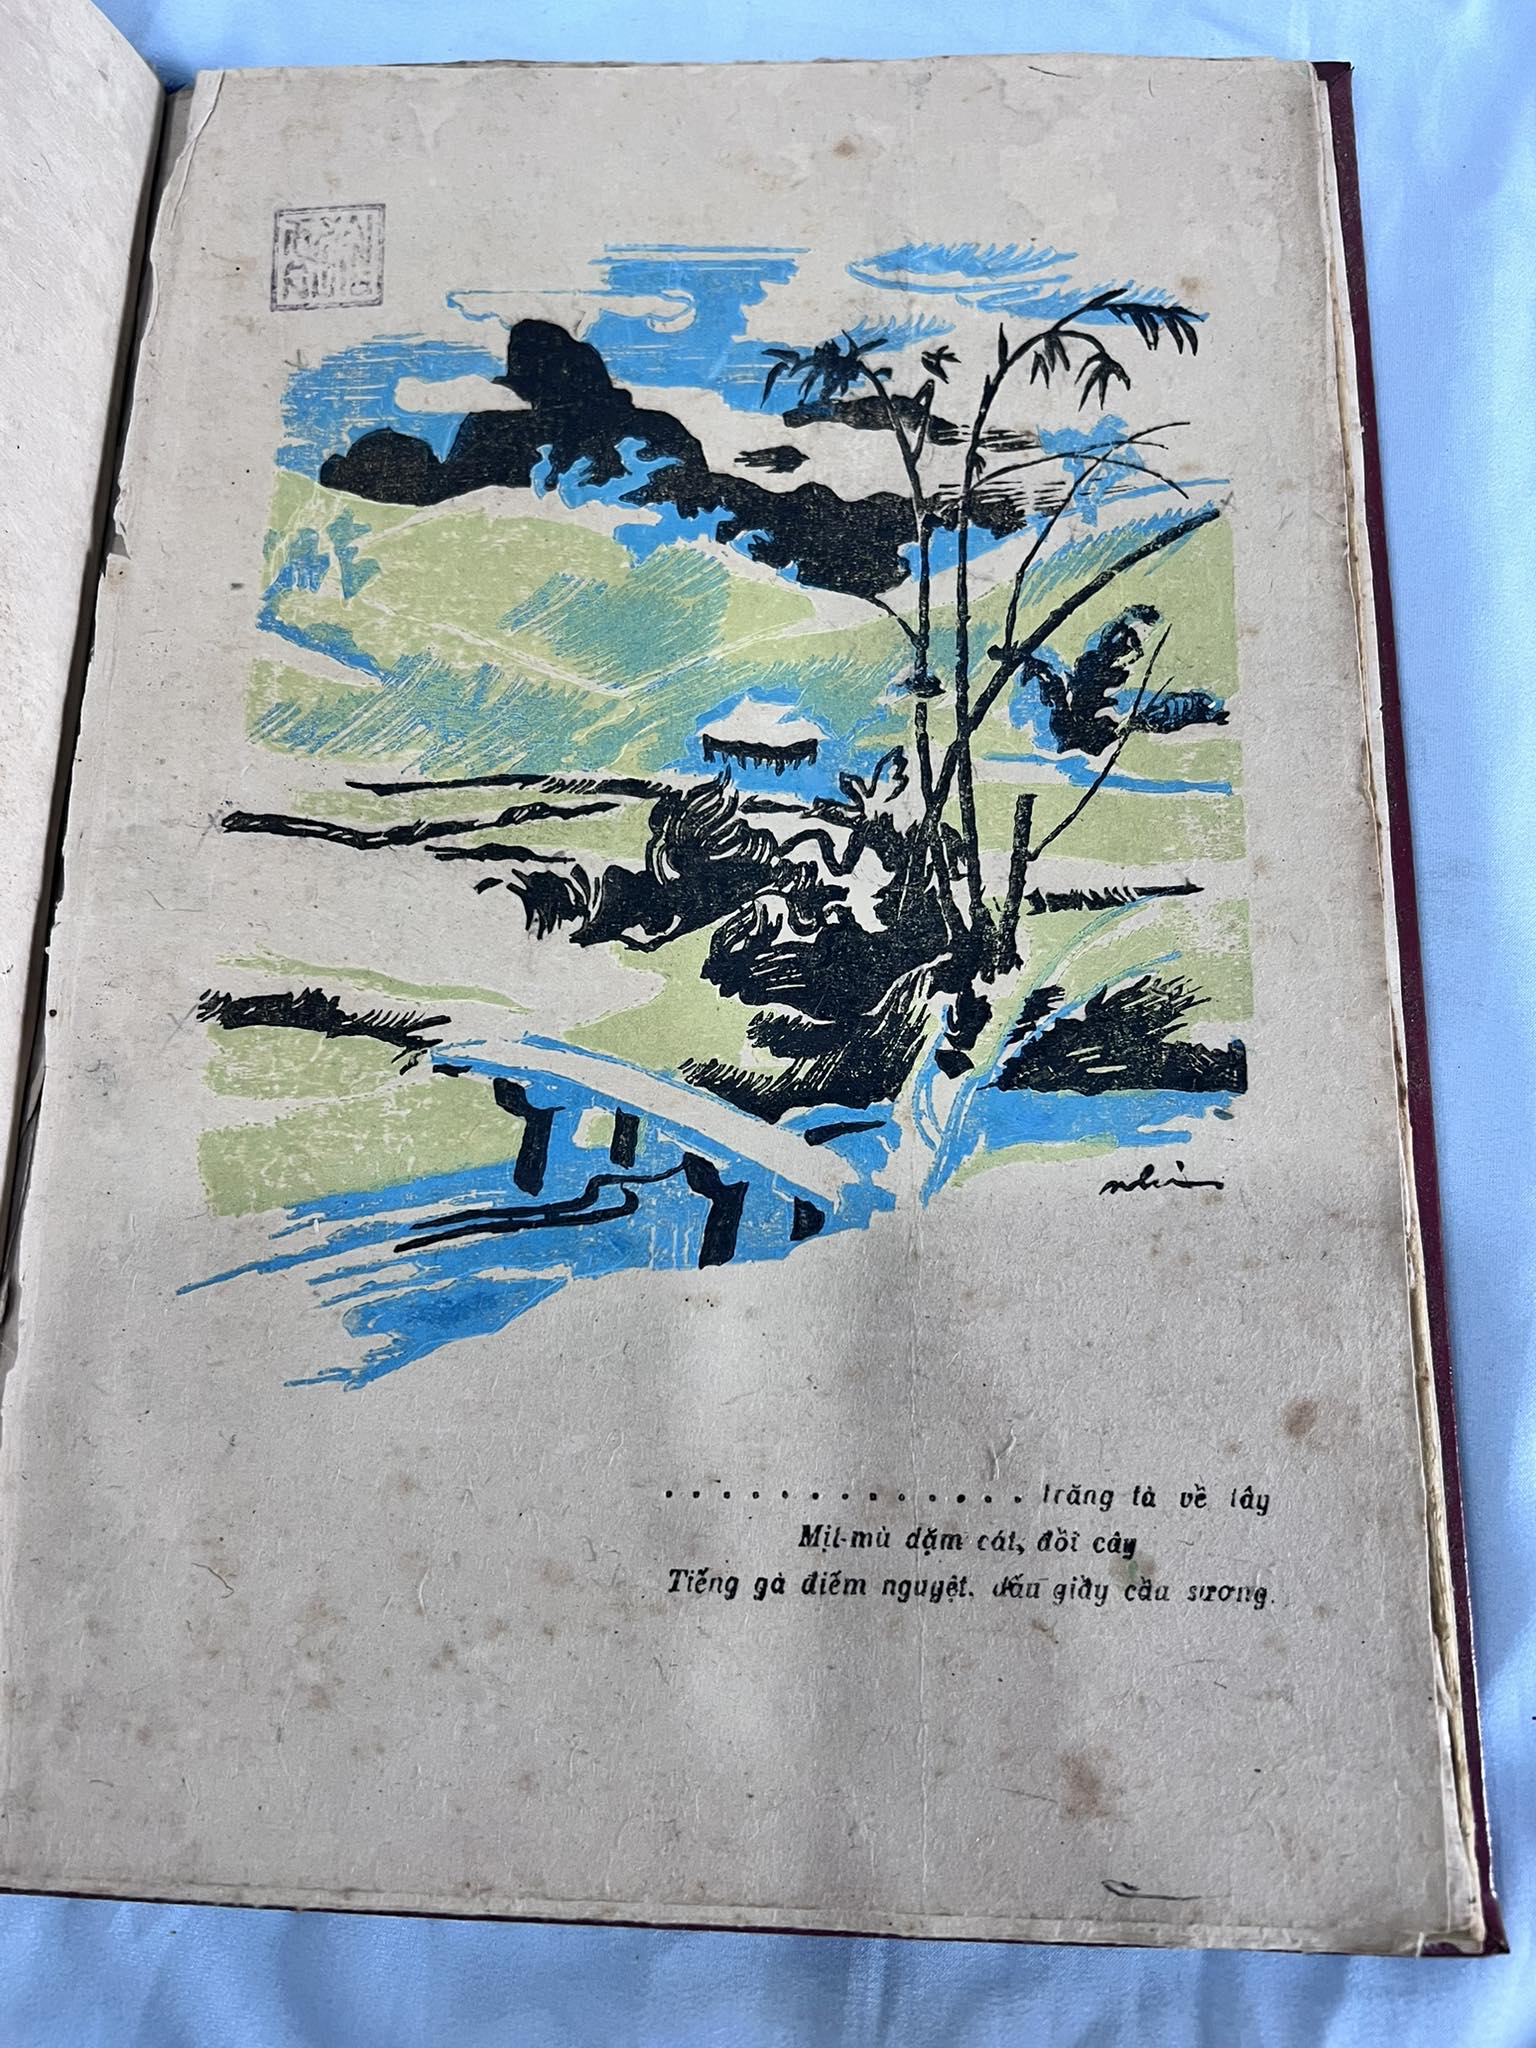 . . . . . . . . . . . . . trăng tà về tây
Mịt-mù dặm cát, đồi cây
Tiếng gà điếm nguyệt, dấu giầy cầu sương.